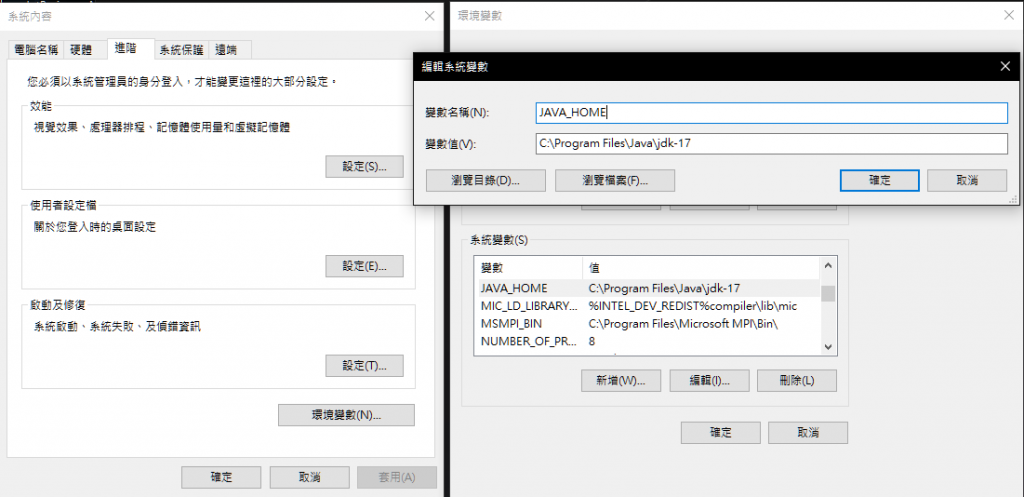 系統內容
電腦名稱 硬體 進階 系統保護 遠端
您必須以系統管理員的身分登入，才能變更這裡的大部分設定。
效能
視覺效果、處理器排程、記憶體使用量和虛擬記憶體
設定(S)...
使用者設定檔
關於您登入時的桌面設定
設定(E)...
啟動及修復
系統啟動、系統失敗、及偵錯資訊
設定(T)...
環境變數(N)...
確定 取消 套用(A)
環境變數
編輯系統變數
變數名稱(N): JAVA_HOME
變數值(V): C:\Program Files\Java\jdk-17
瀏覽目錄(D)... 瀏覽檔案(F)... 確定 取消
系統變數(S)
變數 值
JAVA_HOME C:\Program Files\Java\jdk-17
MIC_LD_LIBRARY... %INTEL_DEV_REDIST%compiler\lib\mic
MSMPI_BIN C:\Program Files\Microsoft MPI\Bin\
NUMBER_OF_PR... 8
新增(W)... 編輯(I)... 刪除(L)
確定 取消